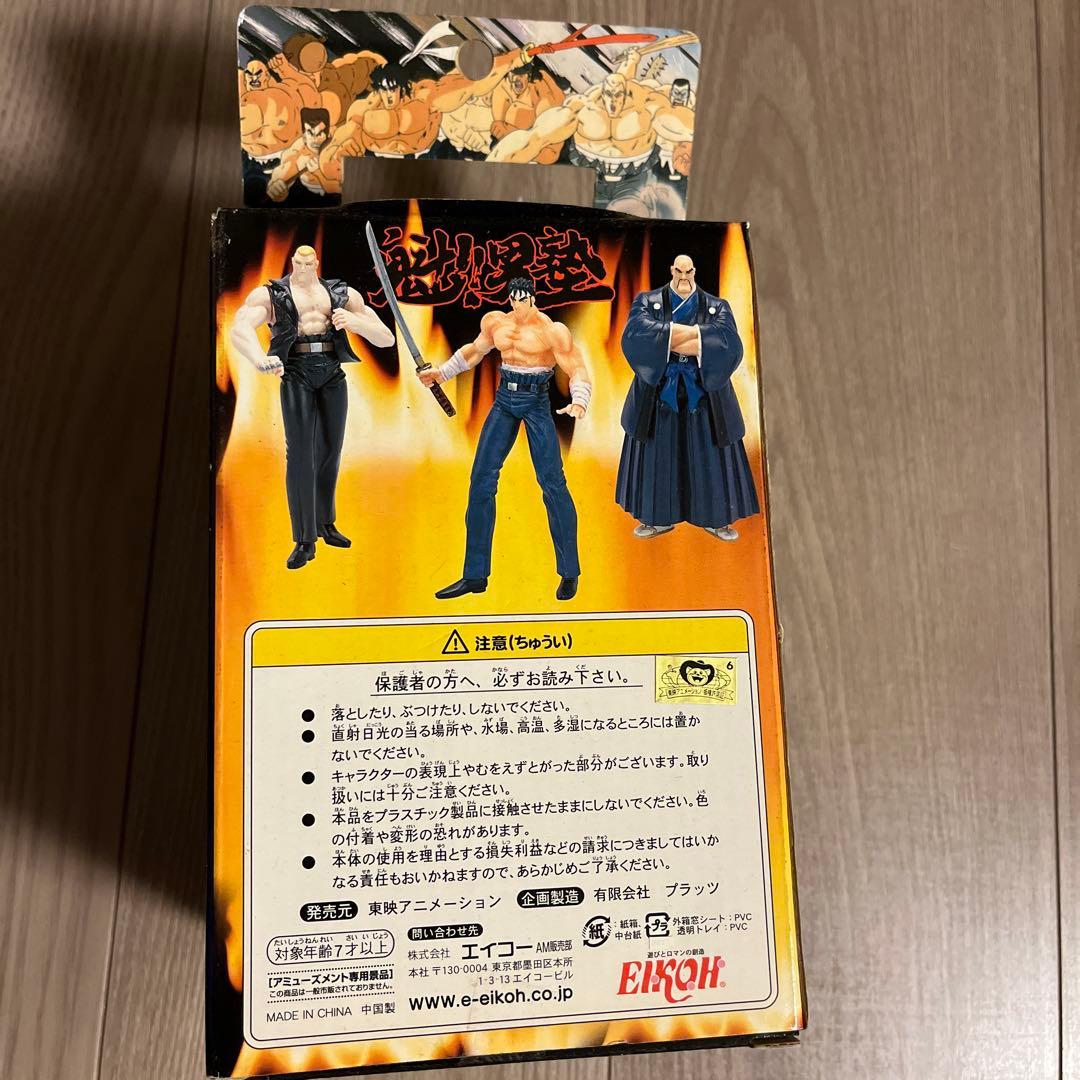 魁!!男塾
注意(ちゅうい)
保護者の方へ、必ずお読み下さい。
6
東映アニメーション
● 落としたり、ぶつけたり、しないでください。
● 直射日光の当る場所や、水場、高温、多湿になるところには置か
ないでください。
● キャラクターの表現上やむをえずとがった部分がございます。取り
扱いには十分ご注意ください。
● 本品をプラスチック製品に接触させたままにしないでください。色
の付着や変形の恐れがあります。
● 本体の使用を理由とする損失利益などの請求につきましてはいか
なる責任もおいかねますので、あらかじめご了承ください。
発売元 東映アニメーション 企画製造 有限会社 プラッツ
対象年齢7才以上
[アミューズメント専用景品]
この商品は一般市販されておりません。
MADE IN CHINA 中国製
問い合わせ先
株式会社 エイコー AM販売部
本社 〒130-0004 東京都墨田区本所
1-3-13 エイコービル
www.e-eikoh.co.jp
紙 :紙箱、
中台紙
プラ 外箱窓シート:PVC
透明トレイ:PVC
遊びとロマンの創造
EIKOH